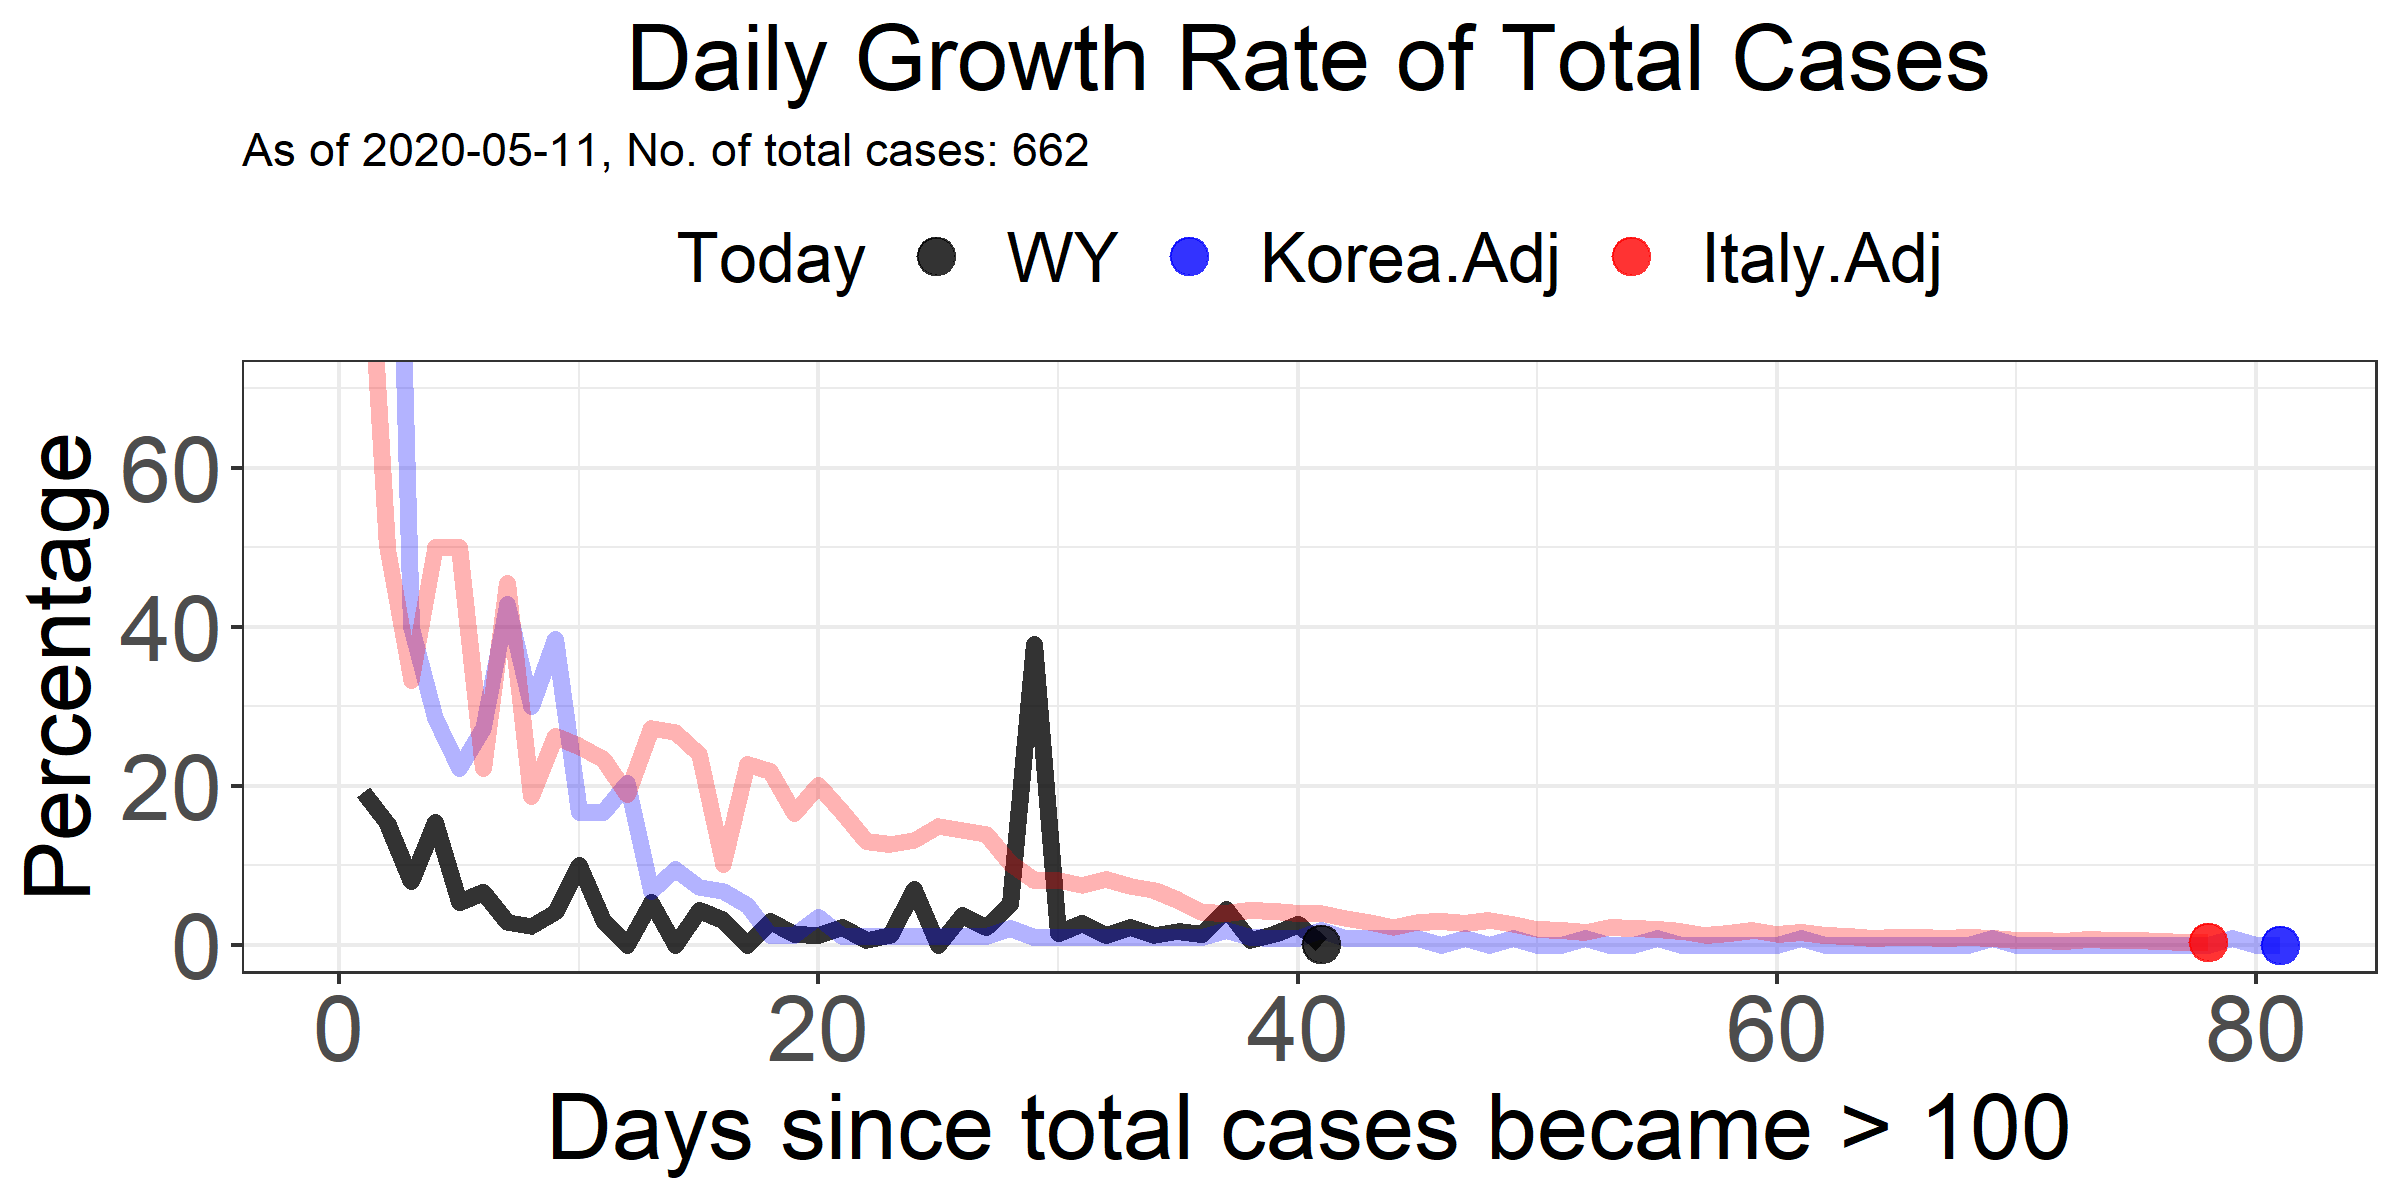 Daily Growth Rate of Total Cases
As of 2020-05-11, No. of total cases: 662
Today WY Korea.Adj Italy.Adj
Percentage
60
40
20
0
0 20 40 60 80
Days since total cases became > 100